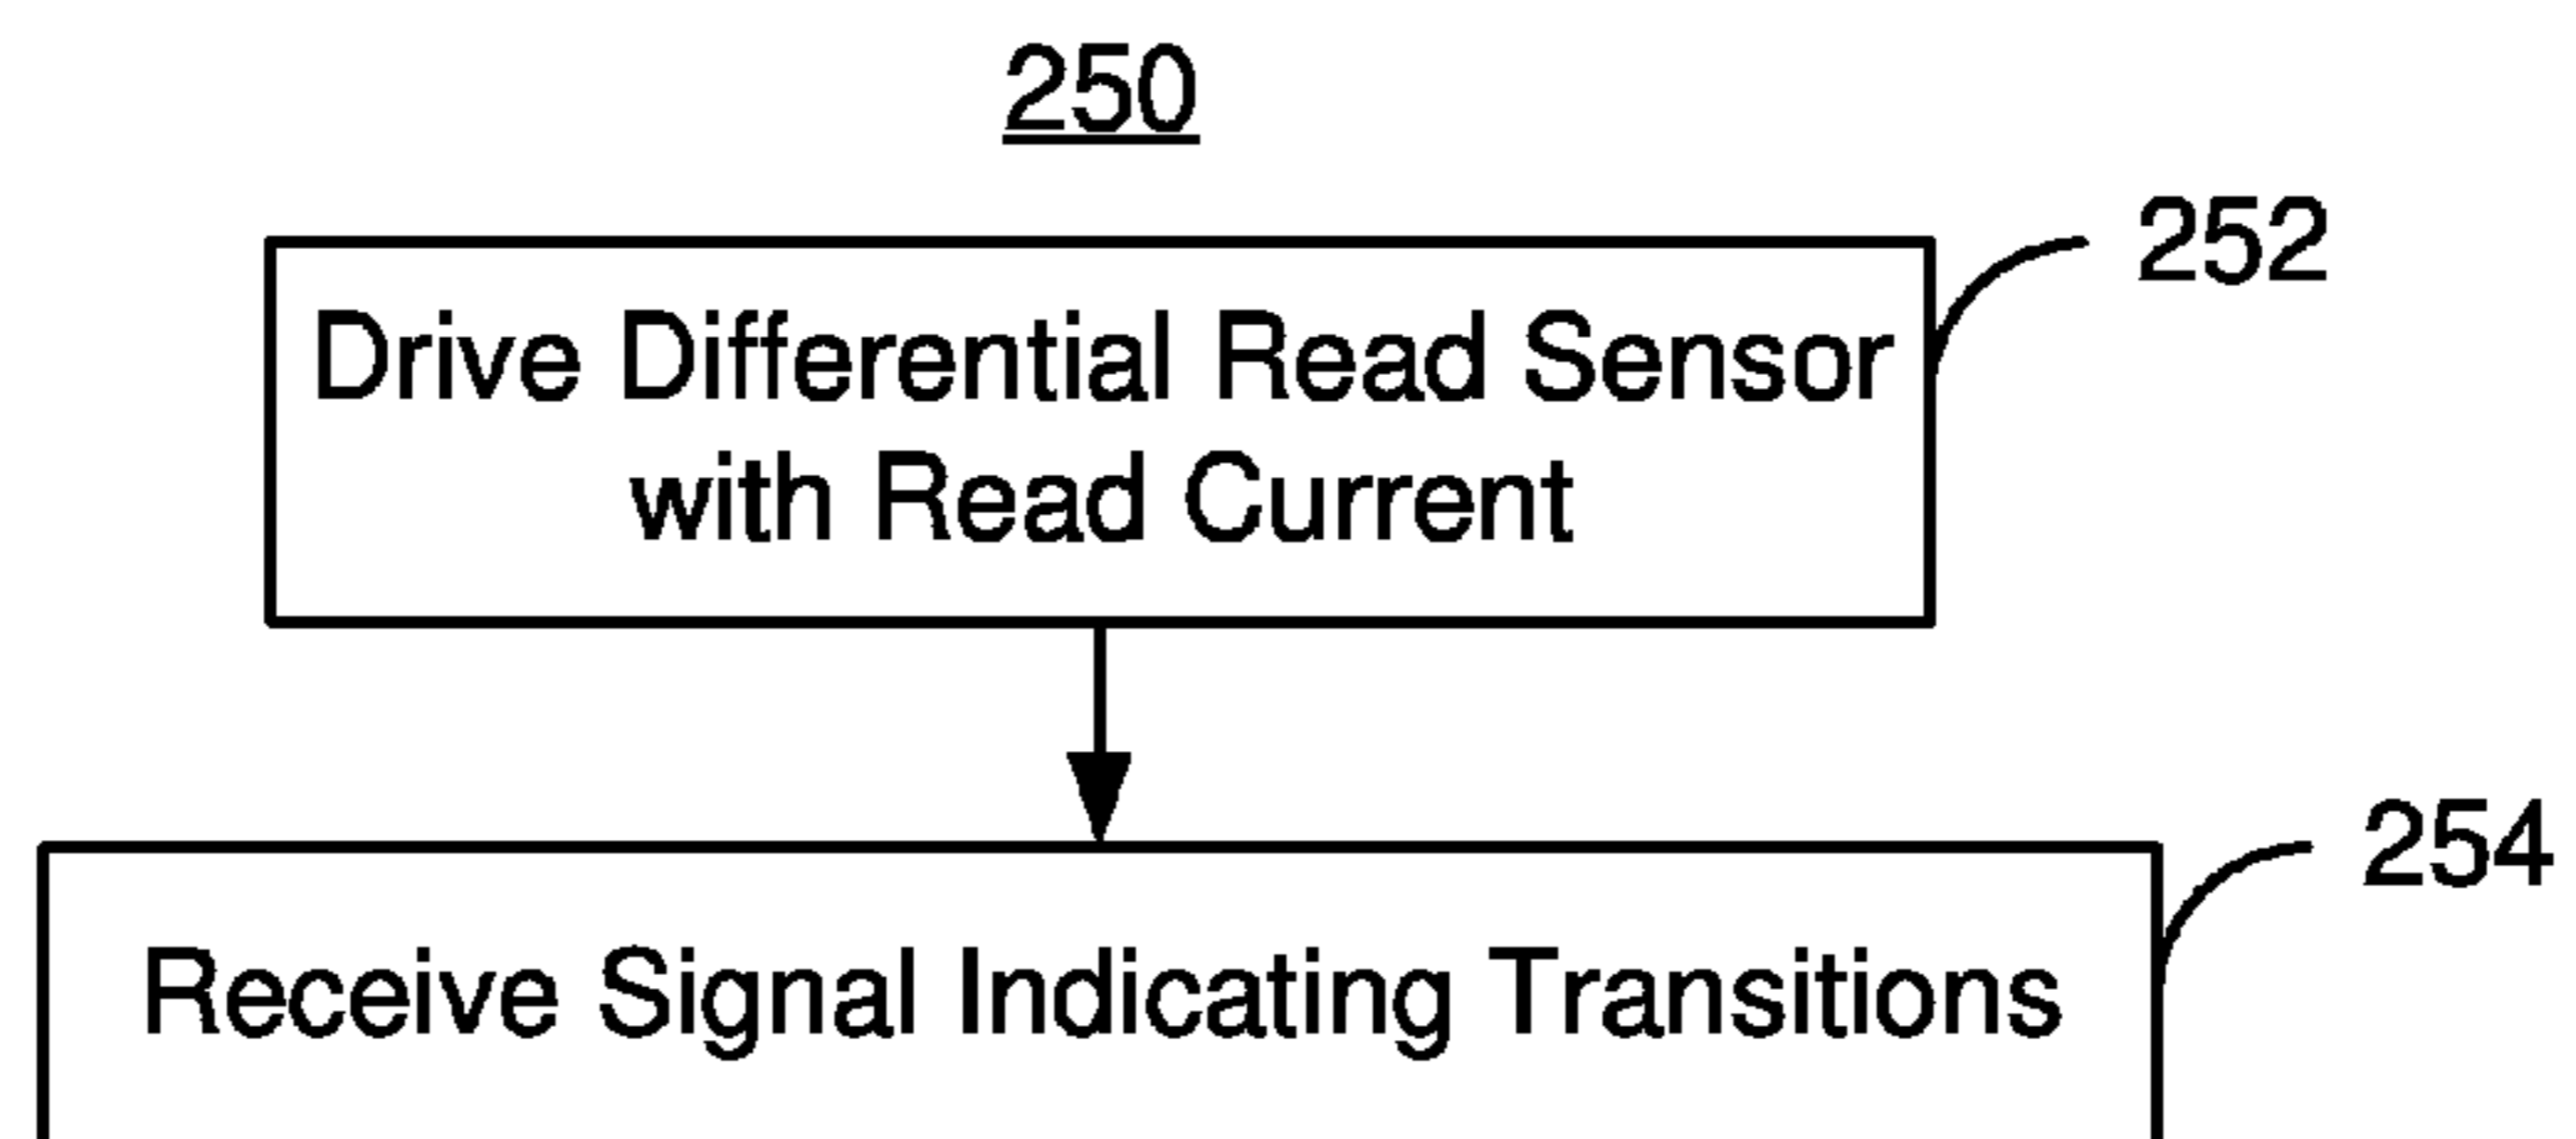 250
252
Drive Differential Read Sensor
with Read Current
254
Receive Signal Indicating Transitions